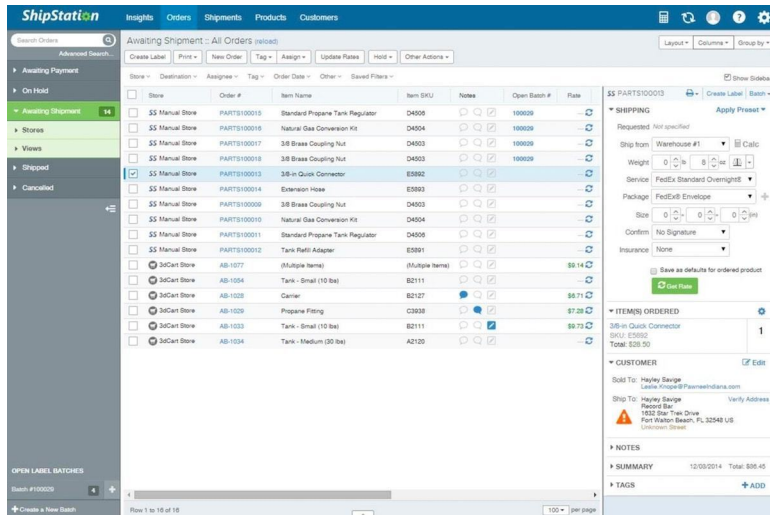 ShipStation
Insights Orders Shipments Products Customers
Search Orders
Advanced Search...
Awaiting Payment
On Hold
Awaiting Shipment 14
Stores
Views
Shipped
Cancelled
OPEN LABEL BATCHES
Batch #100029 4 +
Create a New Batch
Awaiting Shipment :: All Orders (reload)
Layout Columns Group by
Create Label Print New Order Tag Assign Update Rates Hold Other Actions
Store Destination Assignee Tag Order Date Other Saved Filters
Show Sideba
Store Order # Item Name Item SKU Notes Open Batch # Rate
SS Manual Store PARTS100015 Standard Propane Tank Regulator D4506 100029
SS Manual Store PARTS100016 Natural Gas Conversion Kit D4504 100029
SS Manual Store PARTS100017 3/8 Brass Coupling Nut D4503 100029
SS Manual Store PARTS100018 3/8 Brass Coupling Nut D4503 100029
SS Manual Store PARTS100013 3/8-in Quick Connector E5892
SS Manual Store PARTS100014 Extension Hose E5893
SS Manual Store PARTS100009 3/8 Brass Coupling Nut D4503
SS Manual Store PARTS100010 Natural Gas Conversion Kit D4504
SS Manual Store PARTS100011 Standard Propane Tank Regulator D4506
SS Manual Store PARTS100012 Tank Refill Adapter E5891
3dCart Store AB-1077 (Multiple Items) (Multiple Items) $9.14
3dCart Store AB-1054 Tank - Small (10 lbs) B2111
3dCart Store AB-1028 Carrier B2127 $6.71
3dCart Store AB-1029 Propane Fitting C3938 $7.28
3dCart Store AB-1033 Tank - Small (10 lbs) B2111 $9.73
3dCart Store AB-1034 Tank - Medium (30 lbs) A2120
Row 1 to 16 of 16
100 per page
SS PARTS100013 Create Label Batch
SHIPPING Apply Preset
Requested Not specified
Ship from Warehouse #1 Calc
Weight 0 lb 8 oz
Service FedEx Standard Overnight®
Package FedEx® Envelope
Size 0 0 0 (in)
Confirm No Signature
Insurance None
Save as defaults for ordered product
Get Rate
ITEM(S) ORDERED
3/8-in Quick Connector 1
SKU: E5892
Total: $28.50
CUSTOMER Edit
Sold To: Hayley Savige
Leslie.Knope@PawneeIndiana.com
Ship To: Hayley Savige Verify Address
Record Bar
1632 Star Trek Drive
Fort Walton Beach, FL 32548 US
Unknown Street
NOTES
SUMMARY 12/03/2014 Total: $86.45
TAGS + ADD